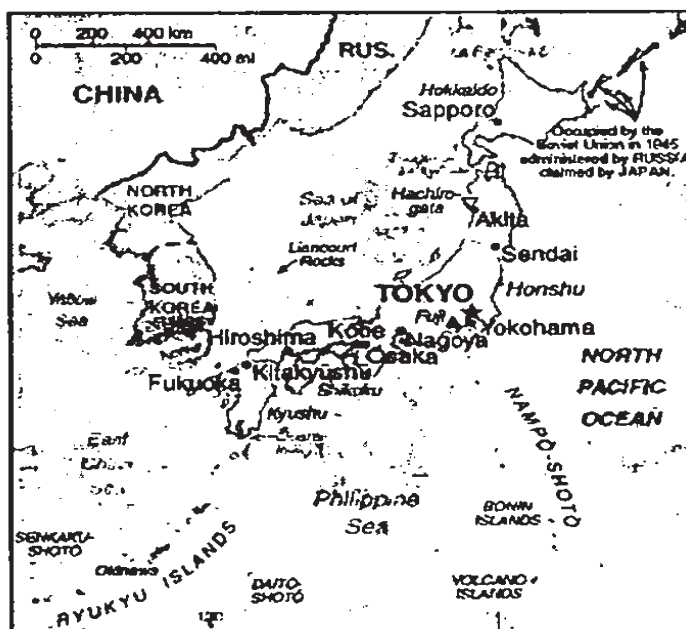 0 200 400 km
0 200 400 mi
RUS.
CHINA
Hokkaido
Sapporo
Occupied by the
Soviet Union in 1945
administered by RUSSIA
claimed by JAPAN.
NORTH
KOREA
Hachiro-
gata
Sea of
Japan
Akita
Liancourt
Rocks
Sendai
Yellow
Sea
SOUTH
KOREA
TOKYO
Honshu
Fuji
Yokohama
Hiroshima
Kobe
Nagoya
Osaka
NORTH
PACIFIC
OCEAN
Fukuoka
Kitakyushu
Shikoku
Kyushu
East
China
Sea
NAMPO-SHOTO
Philippine
Sea
BONIN
ISLANDS
SENKAKU-
SHOTO
Okinawa
RYUKYU ISLANDS
DAITO-
SHOTO
VOLCANO
ISLANDS